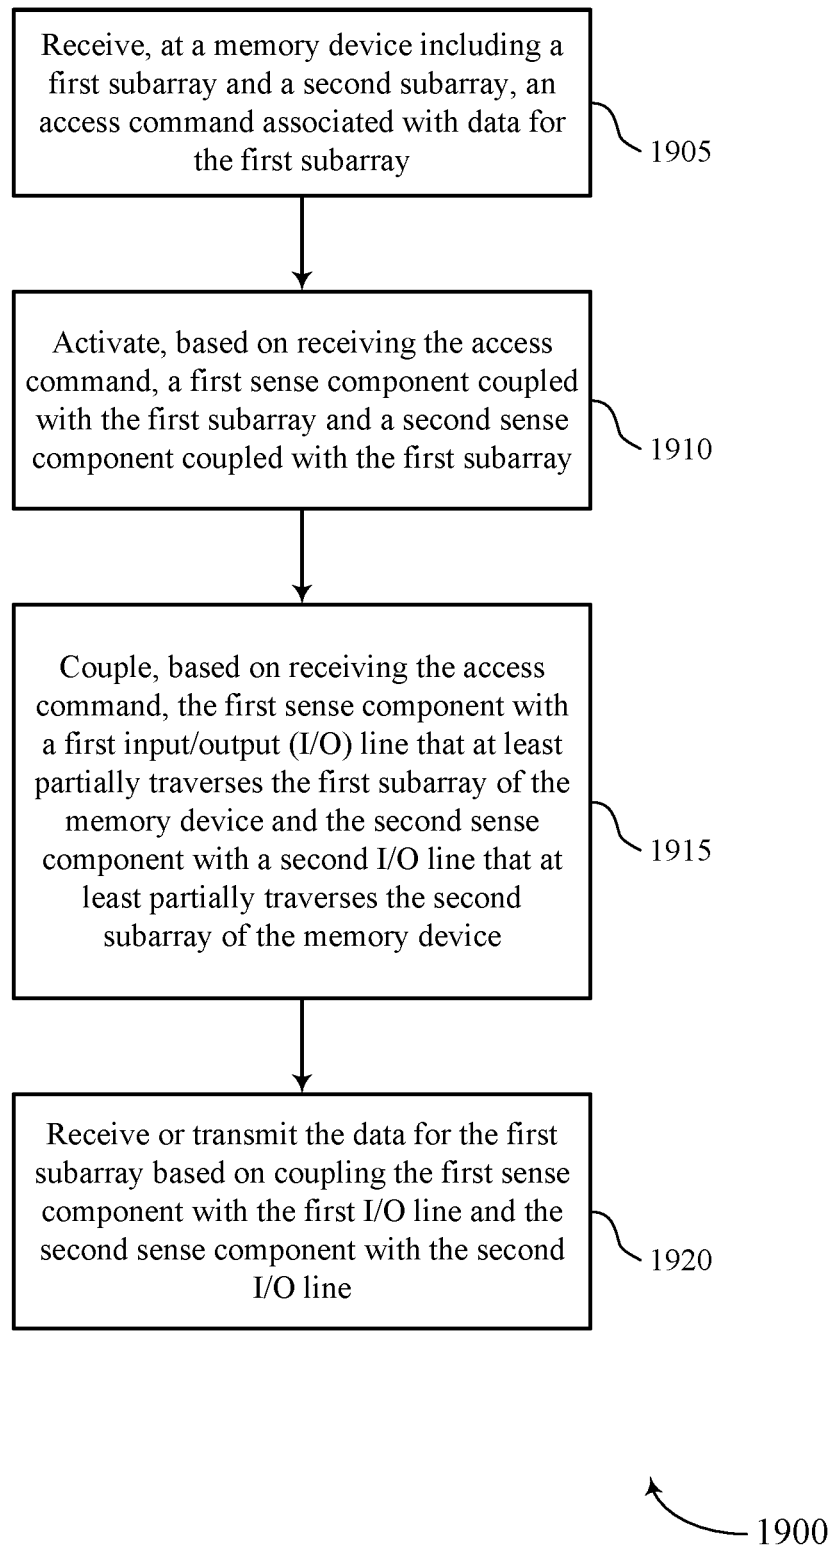 Receive, at a memory device including a
first subarray and a second subarray, an
access command associated with data for
the first subarray
1905
Activate, based on receiving the access
command, a first sense component coupled
with the first subarray and a second sense
component coupled with the first subarray
1910
Couple, based on receiving the access
command, the first sense component with
a first input/output (I/O) line that at least
partially traverses the first subarray of the
memory device and the second sense
component with a second I/O line that at
least partially traverses the second
subarray of the memory device
1915
Receive or transmit the data for the first
subarray based on coupling the first sense
component with the first I/O line and the
second sense component with the second
I/O line
1920
1900